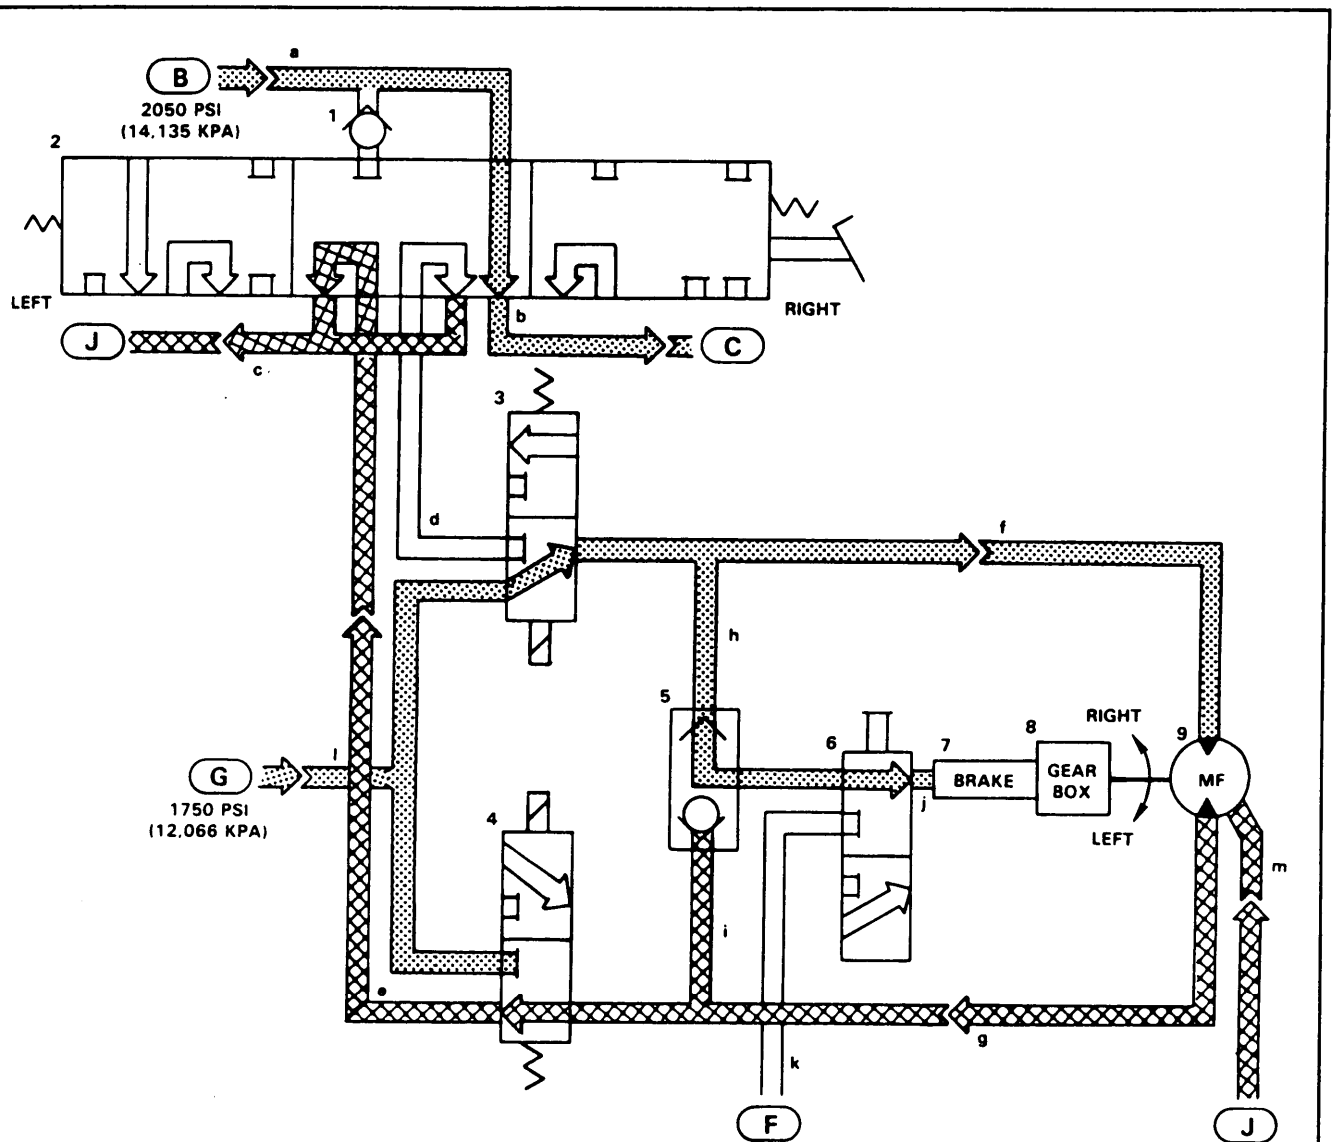 a
B
2050 PSI
(14,135 KPA)
1
2
LEFT
RIGHT
b
J
C
c
3
d
f
h
5
RIGHT
6
7
8
9
l
G
BRAKE
GEAR
BOX
MF
1750 PSI
(12,066 KPA)
j
4
LEFT
m
i
e
g
k
F
J